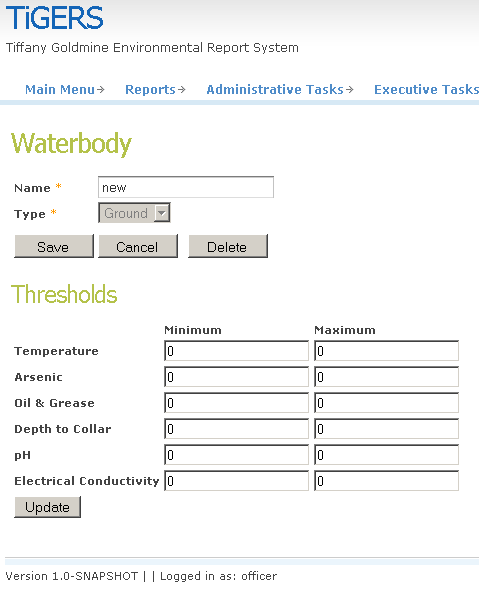 TiGERS
Tiffany Goldmine Environmental Report System
Main Menu Reports Administrative Tasks Executive Tasks
Waterbody
Name * new
Type * Ground
Save Cancel Delete
Thresholds
Minimum Maximum
Temperature 0 0
Arsenic 0 0
Oil & Grease 0 0
Depth to Collar 0 0
pH 0 0
Electrical Conductivity 0 0
Update
Version 1.0-SNAPSHOT | | Logged in as: officer